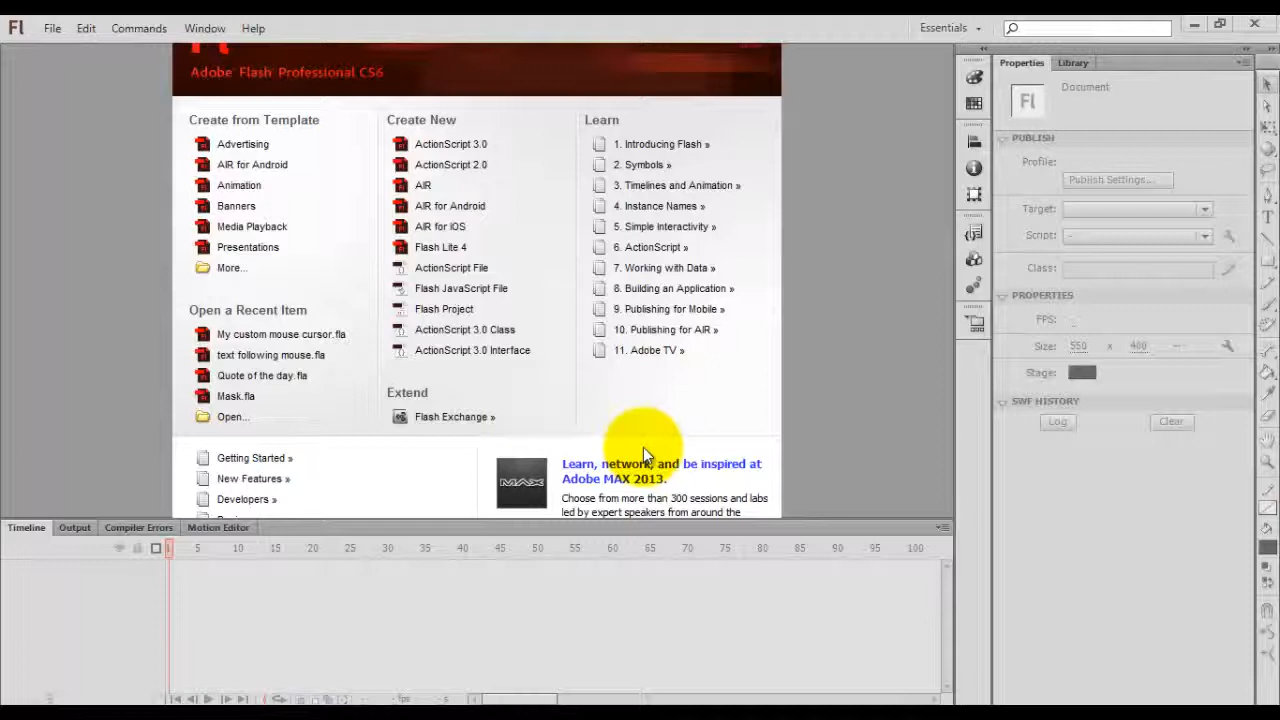 Fl File Edit Commands Window Help Essentials
Adobe Flash Professional CS6
Create from Template
Advertising
AIR for Android
Animation
Banners
Media Playback
Presentations
More...
Open a Recent Item
My custom mouse cursor.fla
text following mouse.fla
Quote of the day.fla
Mask.fla
Open...
Create New
ActionScript 3.0
ActionScript 2.0
AIR
AIR for Android
AIR for iOS
Flash Lite 4
ActionScript File
Flash JavaScript File
Flash Project
ActionScript 3.0 Class
ActionScript 3.0 Interface
Extend
Flash Exchange »
Learn
1. Introducing Flash »
2. Symbols »
3. Timelines and Animation »
4. Instance Names »
5. Simple Interactivity »
6. ActionScript »
7. Working with Data »
8. Building an Application »
9. Publishing for Mobile »
10. Publishing for AIR »
11. Adobe TV »
Getting Started »
New Features »
Developers »
MAX
Learn, network, and be inspired at
Adobe MAX 2013.
Choose from more than 300 sessions and labs
led by expert speakers from around the
Properties Library
Fl Document
PUBLISH
Profile: Publish Settings...
Target:
Script: -
Class:
PROPERTIES
FPS: -
Size: 550 x 400
Stage:
SWF HISTORY
Log Clear
Timeline Output Compiler Errors Motion Editor
1 5 10 15 20 25 30 35 40 45 50 55 60 65 70 75 80 85 90 95 100
- fps - s